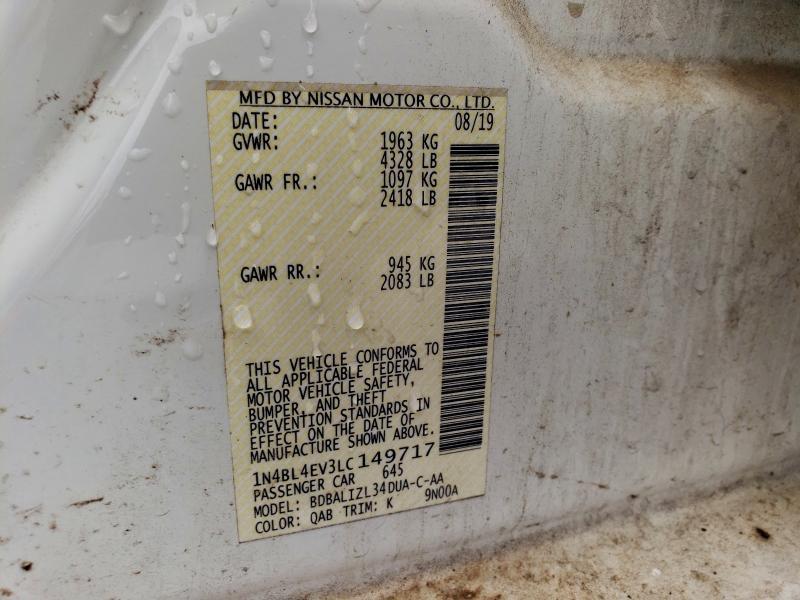 MFD BY NISSAN MOTOR CO., LTD.
DATE: 08/19
GVWR: 1963 KG
4328 LB
GAWR FR.: 1097 KG
2418 LB
GAWR RR.: 945 KG
2083 LB
THIS VEHICLE CONFORMS TO
ALL APPLICABLE FEDERAL
MOTOR VEHICLE SAFETY,
BUMPER, AND THEFT
PREVENTION STANDARDS IN
EFFECT ON THE DATE OF
MANUFACTURE SHOWN ABOVE.
1N4BL4EV3LC149717
PASSENGER CAR 645
MODEL: BDBALIZL34DUA-C-AA
COLOR: QAB TRIM: K 9N00A